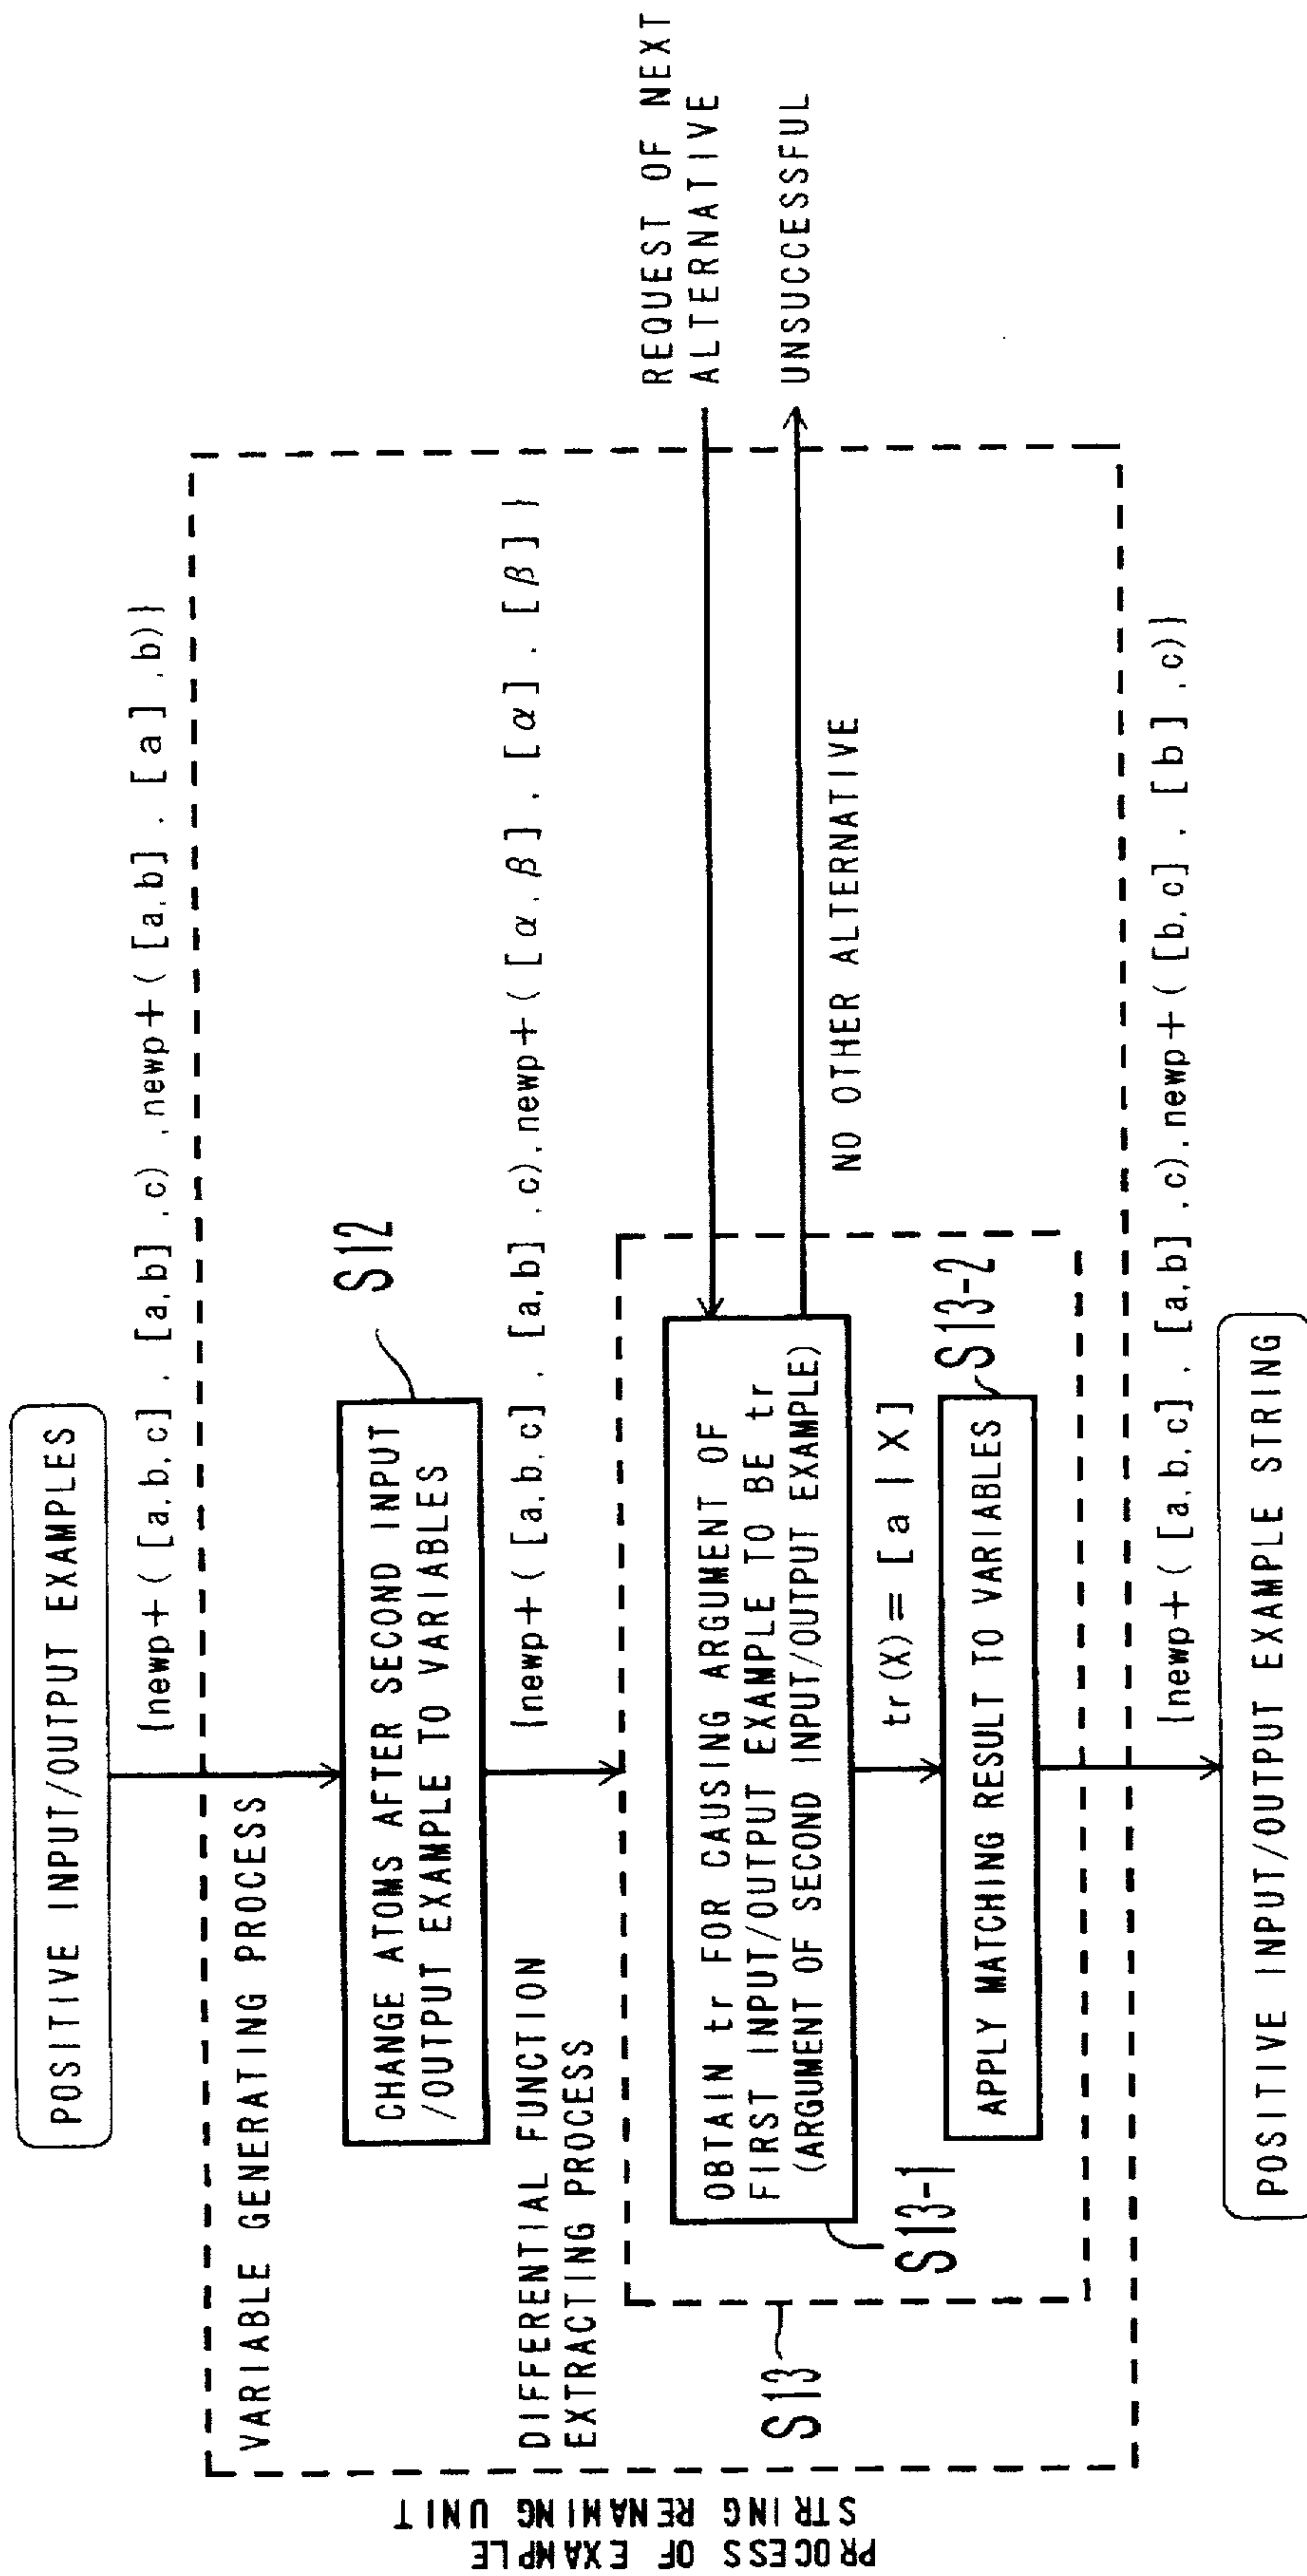 POSITIVE INPUT/OUTPUT EXAMPLES
{newp+([a,b,c], [a,b],c),newp+([a,b], [a],b)}
VARIABLE GENERATING PROCESS
S12
CHANGE ATOMS AFTER SECOND INPUT
/OUTPUT EXAMPLE TO VARIABLES
{newp+([a,b,c], [a,b],c),newp+([α,β], [α], [β]}
DIFFERENTIAL FUNCTION
EXTRACTING PROCESS
REQUEST OF NEXT
ALTERNATIVE
UNSUCCESSFUL
OBTAIN tr FOR CAUSING ARGUMENT OF
FIRST INPUT/OUTPUT EXAMPLE TO BE tr
(ARGUMENT OF SECOND INPUT/OUTPUT EXAMPLE)
NO OTHER ALTERNATIVE
S13
S13-1
tr(X)=[a|X]
S13-2
APPLY MATCHING RESULT TO VARIABLES
{newp+([a,b,c], [a,b],c),newp+([b,c], [b],c)}
POSITIVE INPUT/OUTPUT EXAMPLE STRING
PROCESS OF EXAMPLE
STRING RENAMING UNIT